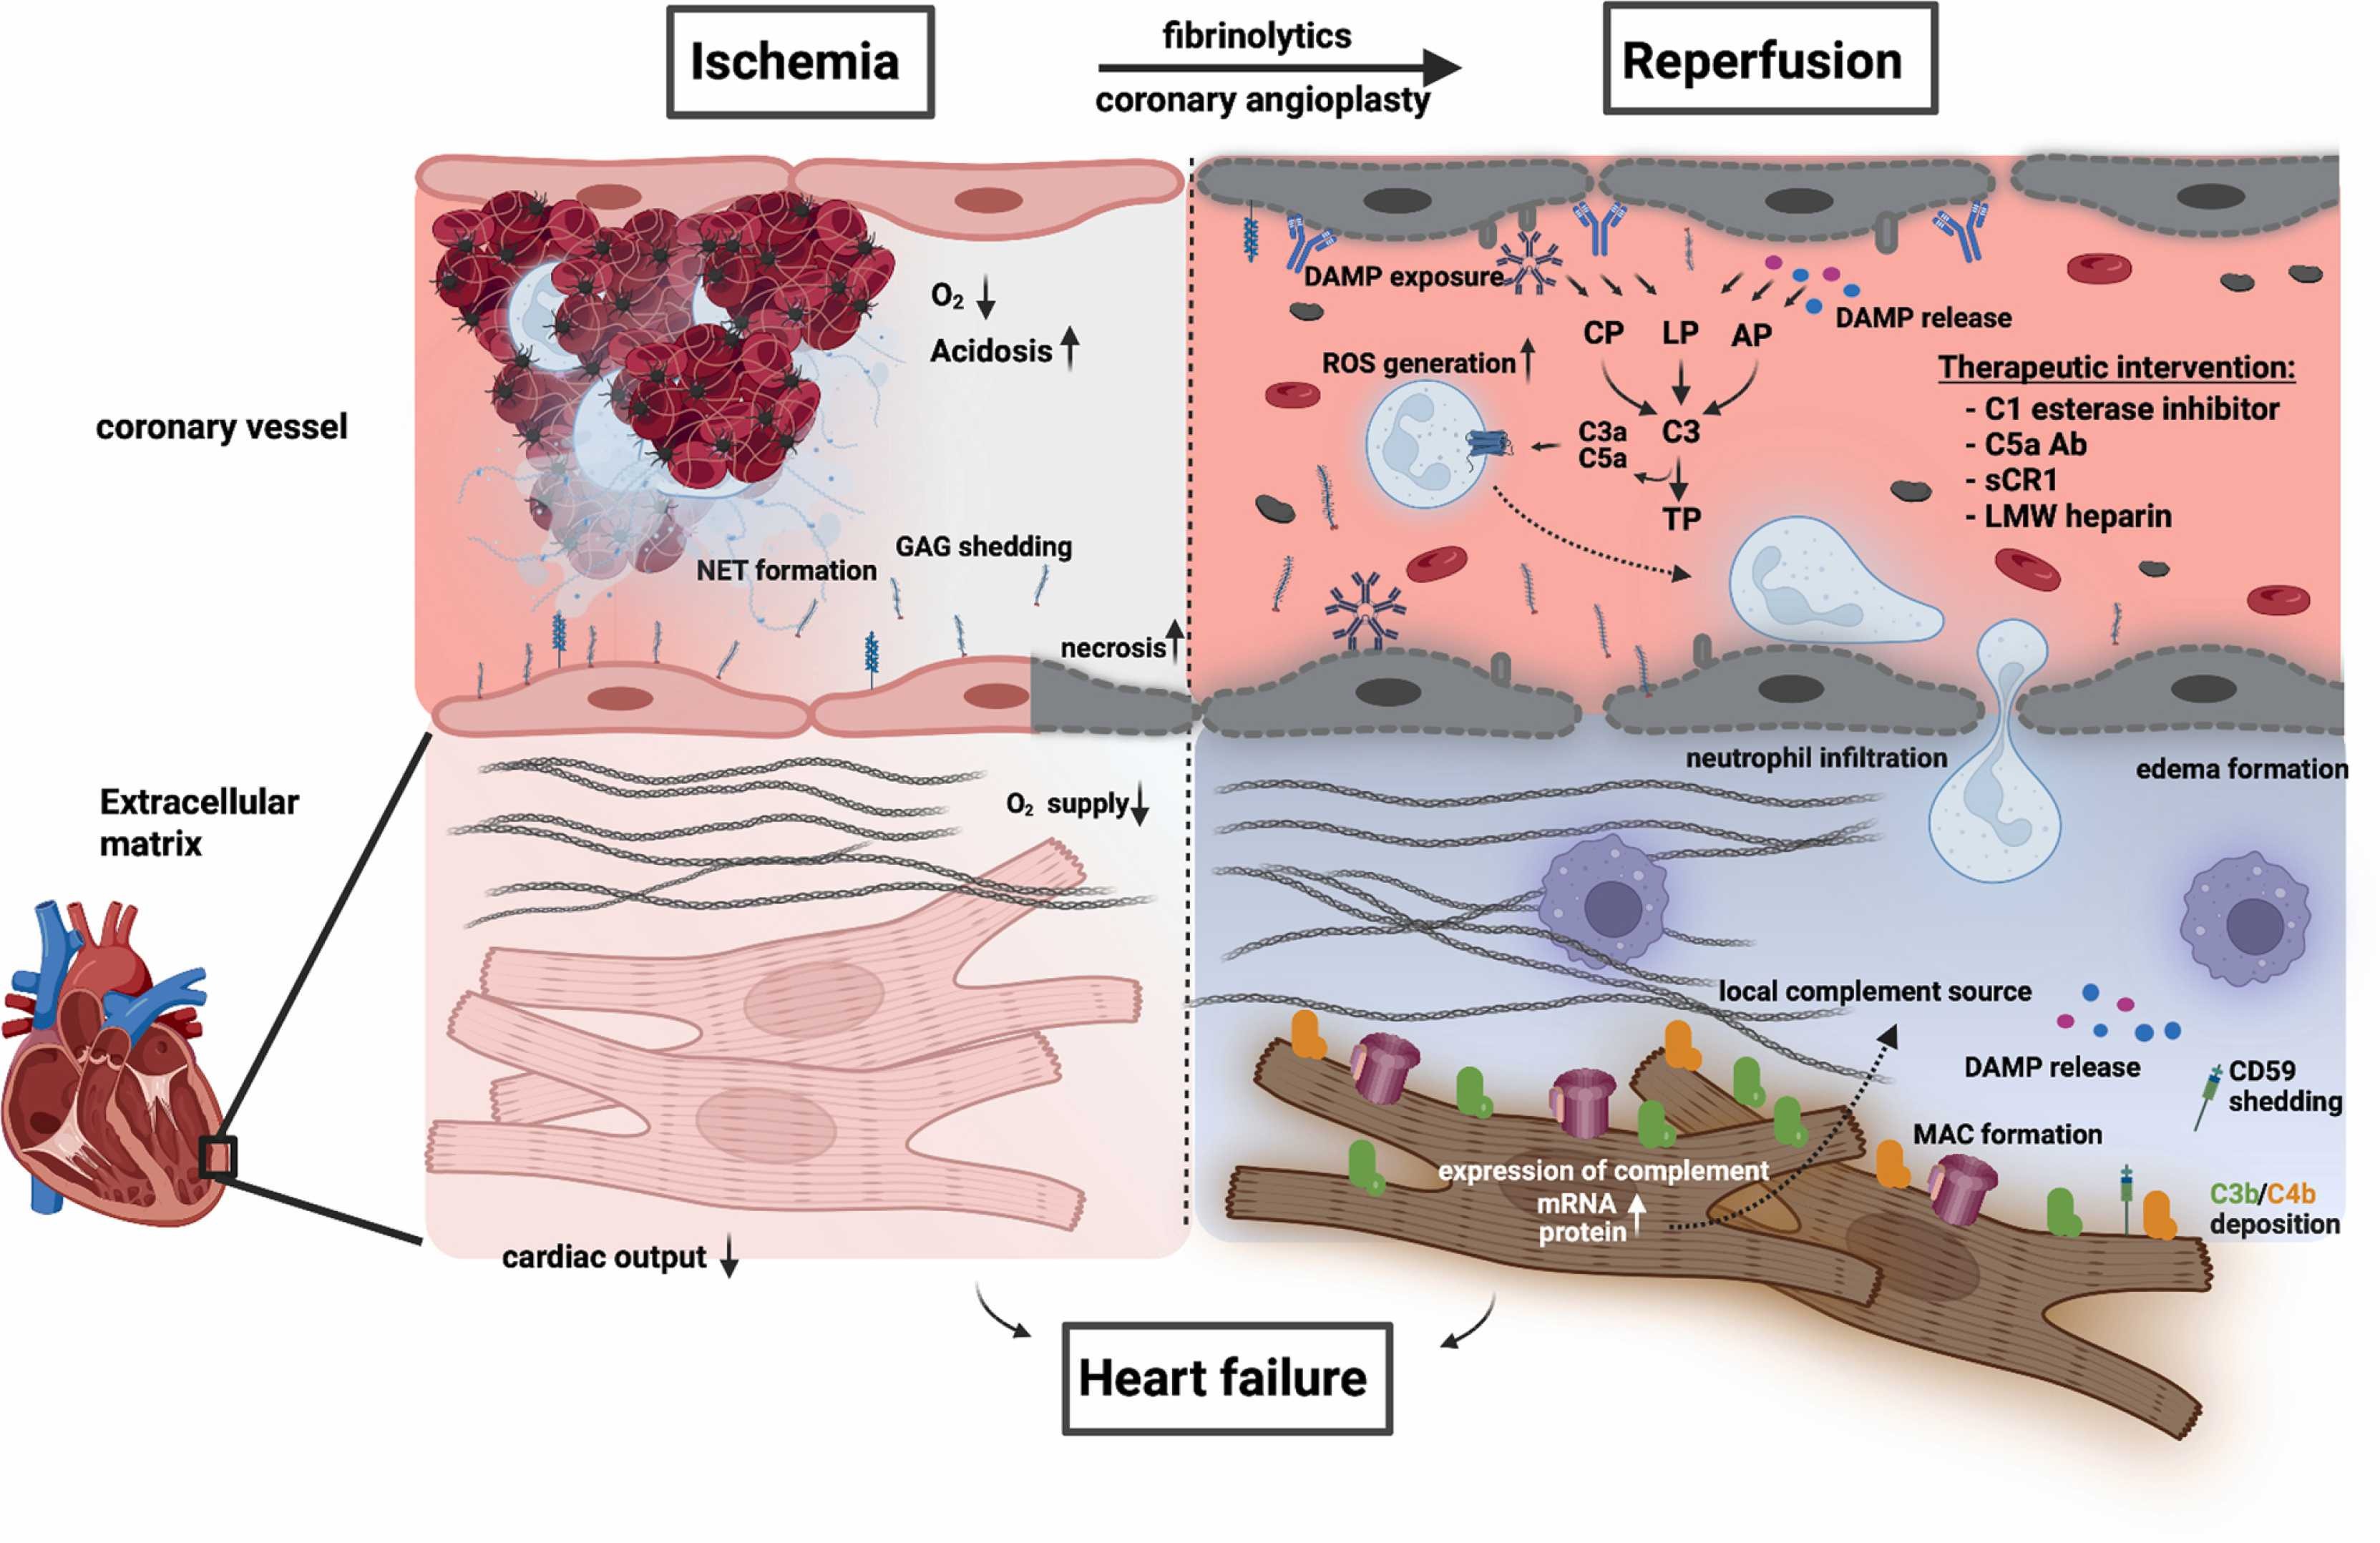 Ischemia
fibrinolytics
coronary angioplasty
Reperfusion
coronary vessel
O₂
Acidosis
NET formation
GAG shedding
necrosis
DAMP exposure
CP LP AP
DAMP release
ROS generation
C3a
C5a
C3
TP
Therapeutic intervention:
- C1 esterase inhibitor
- C5a Ab
- sCR1
- LMW heparin
Extracellular
matrix
O₂ supply
cardiac output
neutrophil infiltration
edema formation
local complement source
DAMP release
CD59
shedding
MAC formation
expression of complement
mRNA
protein
C3b/C4b
deposition
Heart failure